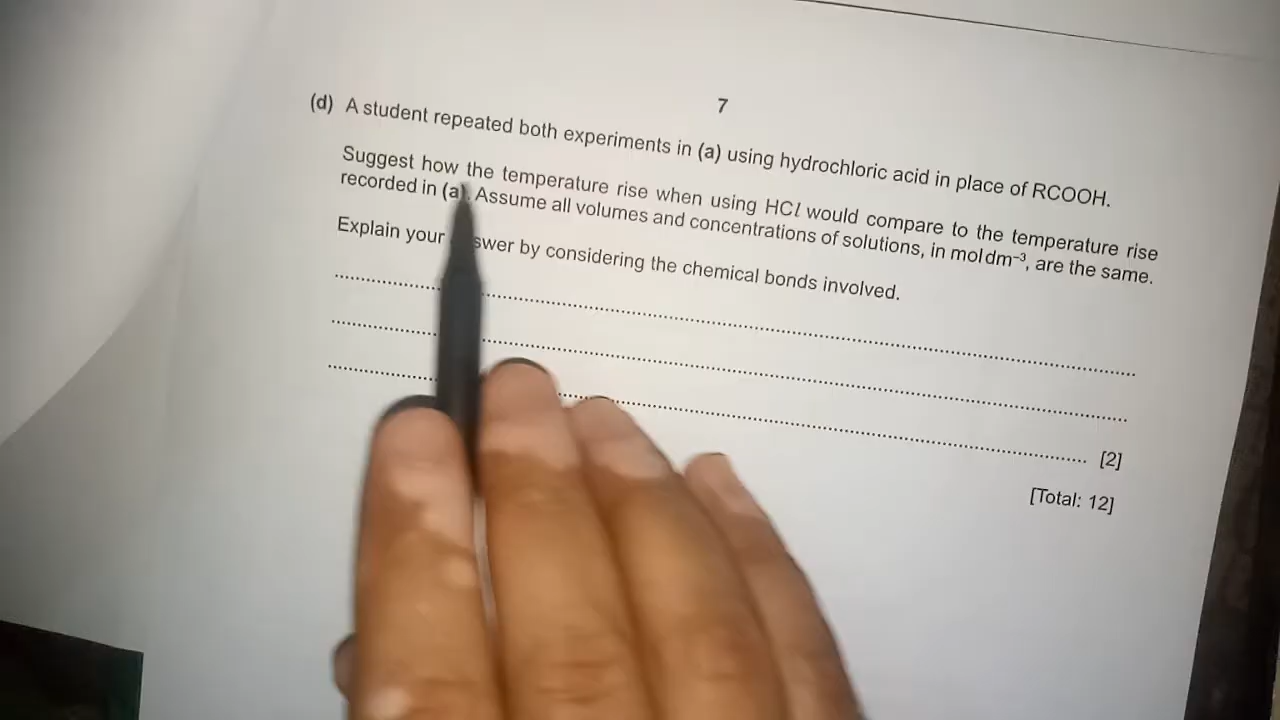 7
(d) A student repeated both experiments in (a) using hydrochloric acid in place of RCOOH.
Suggest how the temperature rise when using HCl would compare to the temperature rise
recorded in (a). Assume all volumes and concentrations of solutions, in mol dm⁻³, are the same.
Explain your swer by considering the chemical bonds involved.
[2]
[Total: 12]